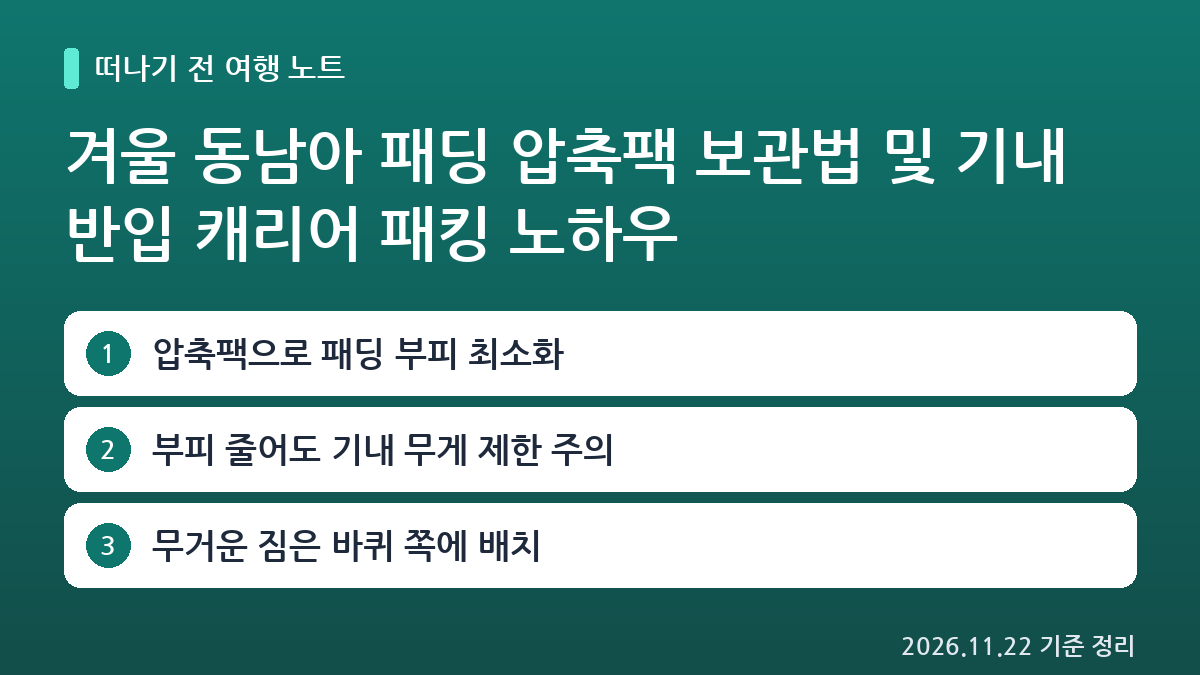 떠나기 전 여행 노트
겨울 동남아 패딩 압축팩 보관법 및 기내
반입 캐리어 패킹 노하우
1 압축팩으로 패딩 부피 최소화
2 부피 줄어도 기내 무게 제한 주의
3 무거운 짐은 바퀴 쪽에 배치
2026.11.22 기준 정리